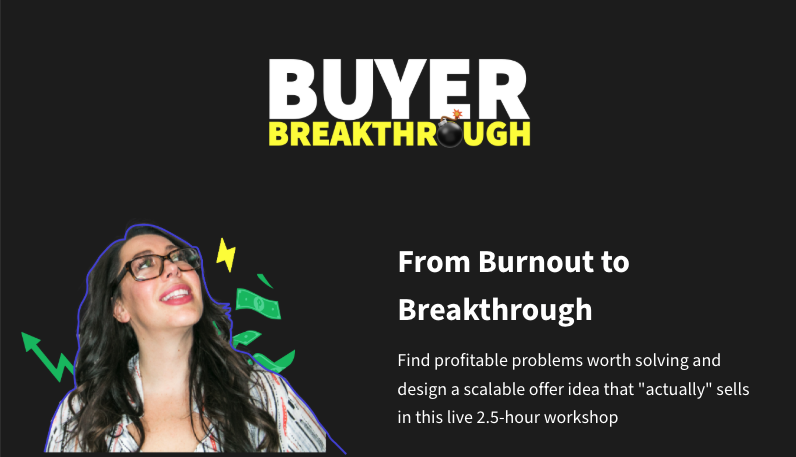 BUYER
BREAKTHROUGH
From Burnout to
Breakthrough
Find profitable problems worth solving and
design a scalable offer idea that "actually" sells
in this live 2.5-hour workshop